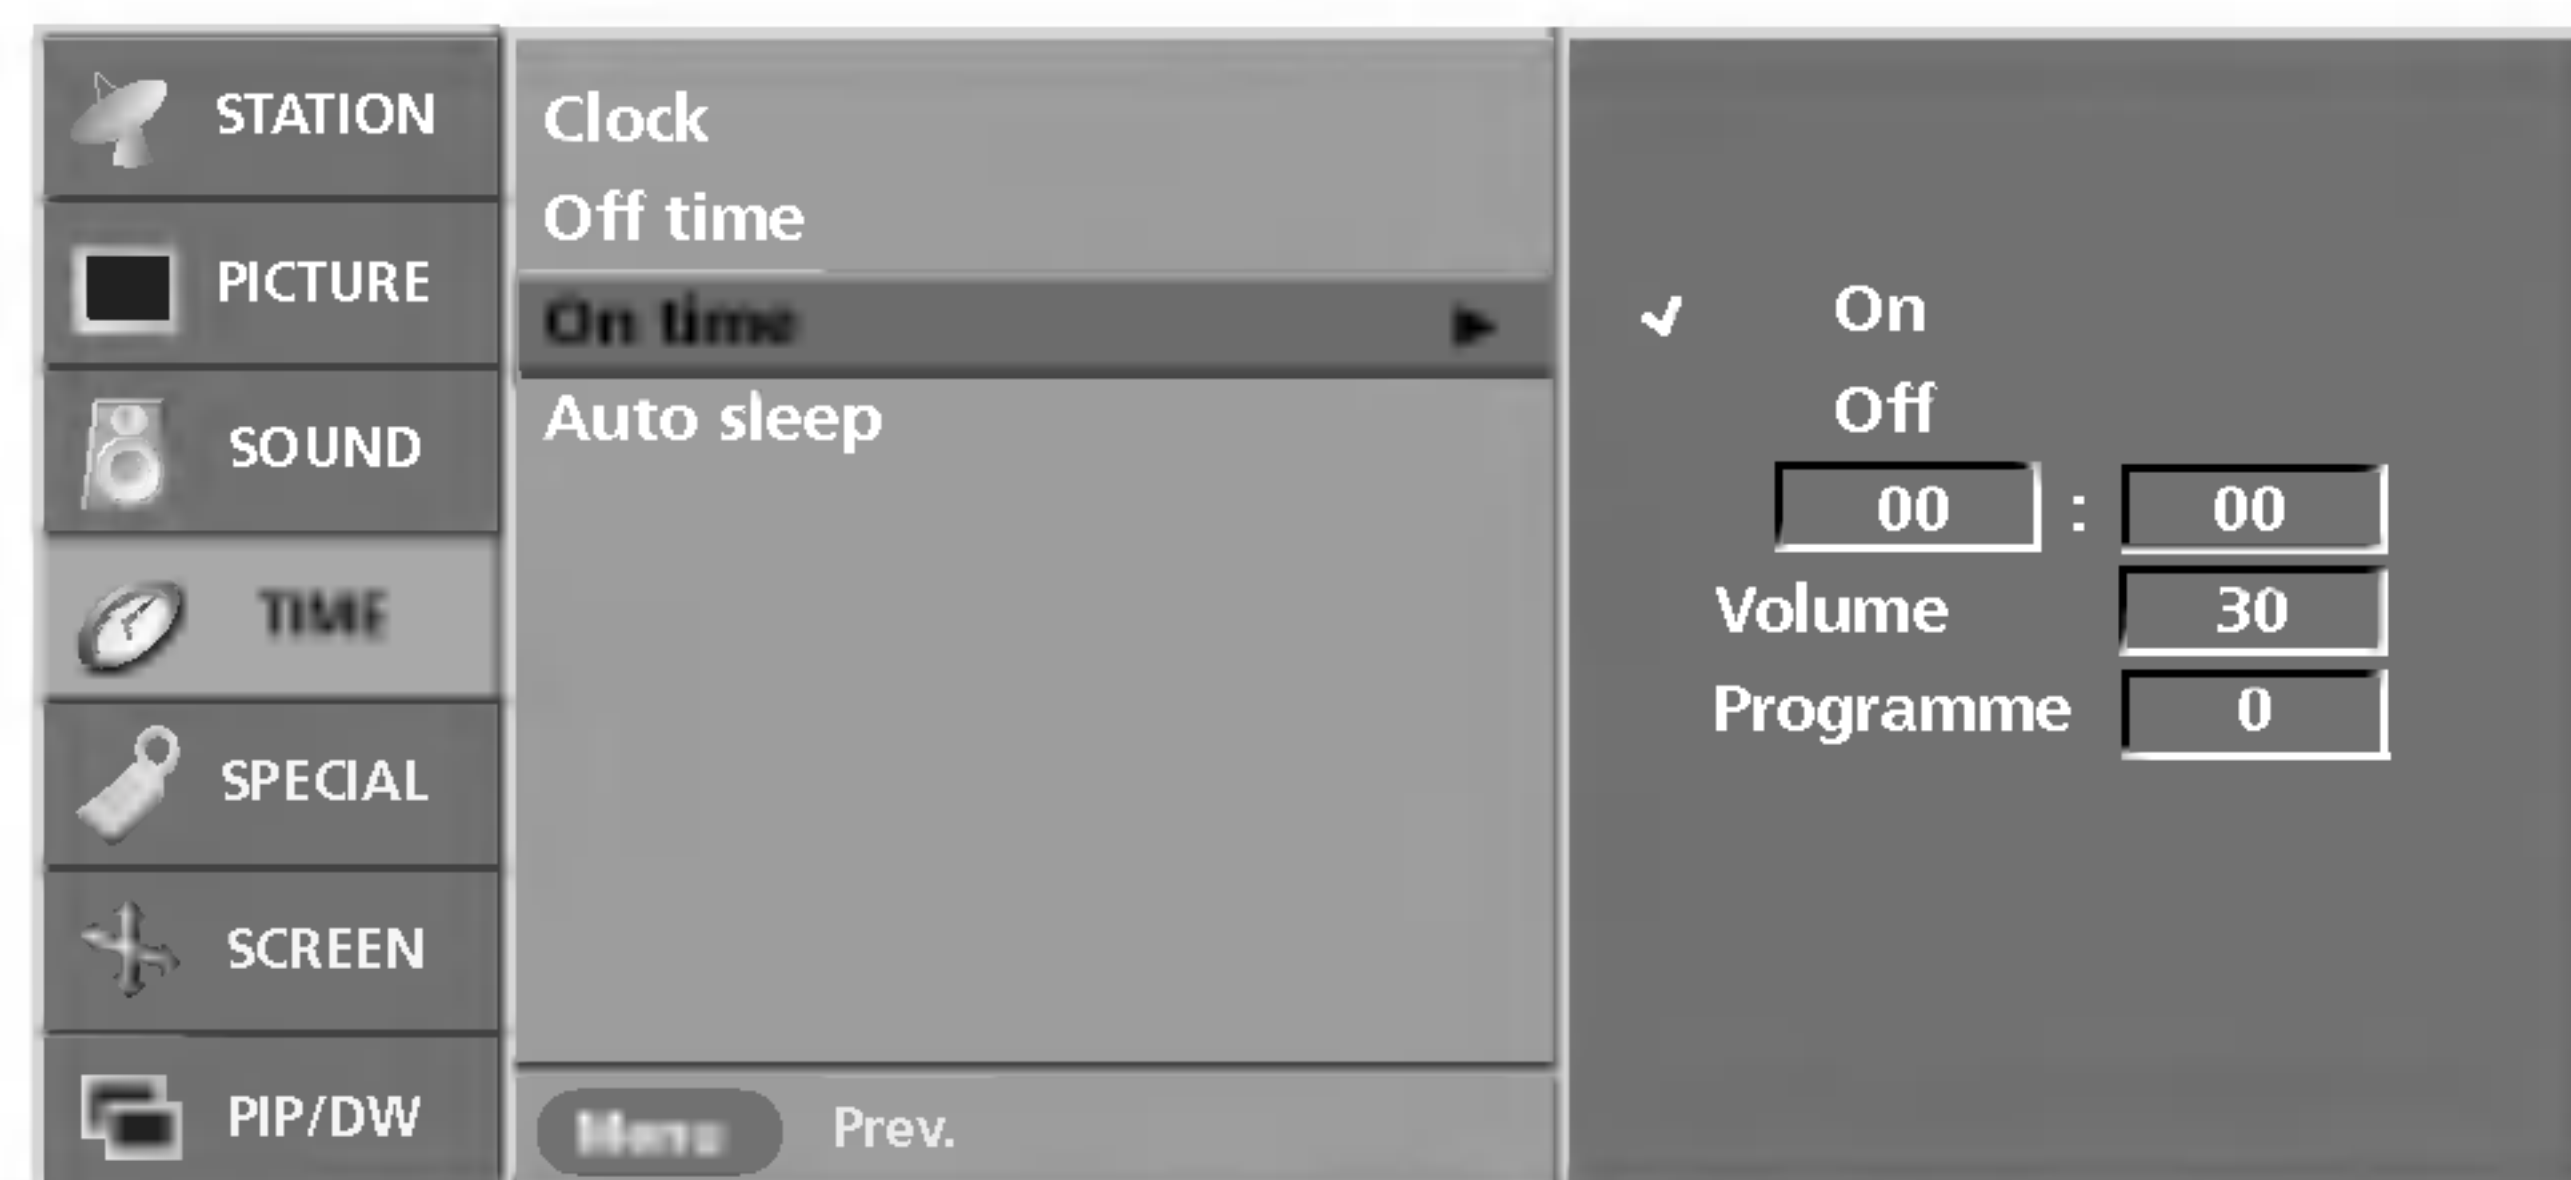 STATION
PICTURE
SOUND
TIME
SPECIAL
SCREEN
PIP/DW
Clock
Off time
On time
Auto sleep
Menu Prev.
On
Off
00 : 00
Volume 30
Programme 0